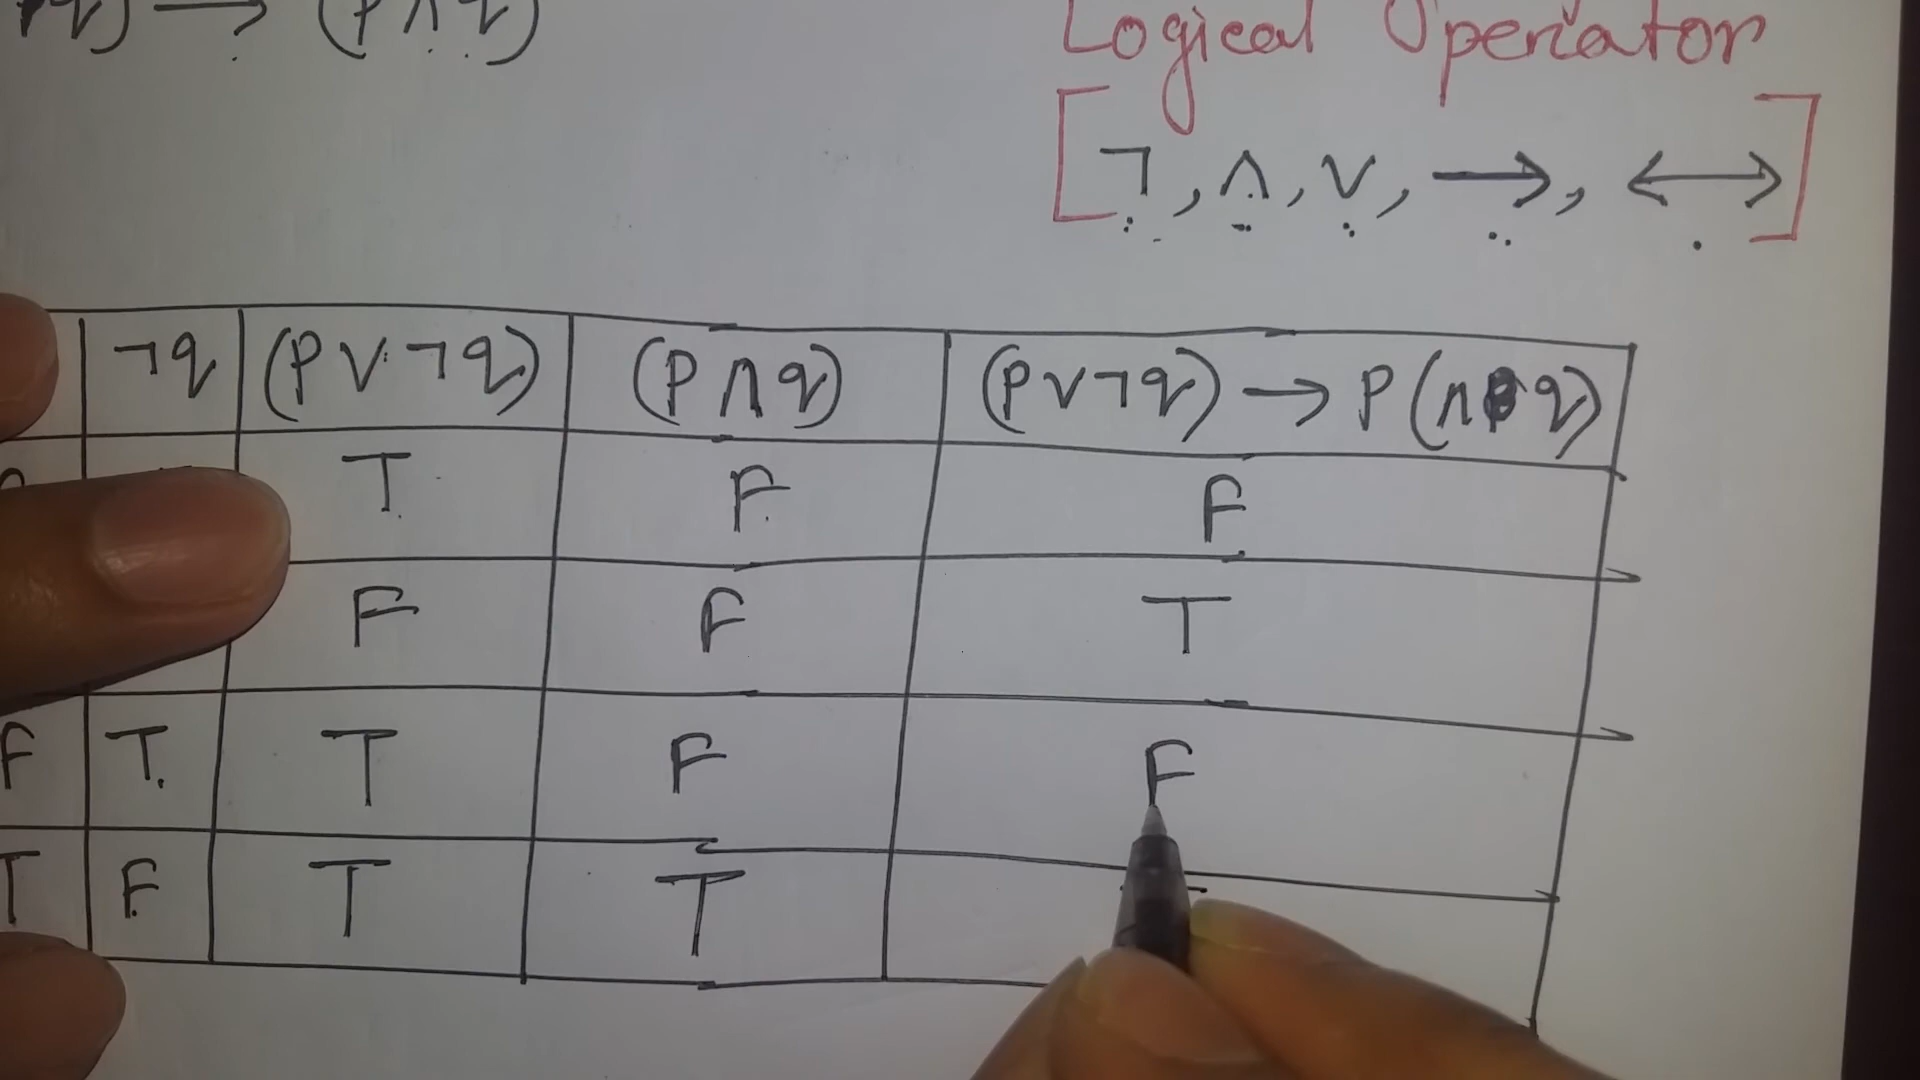 q) → (P ∧ q)
Logical Operator
[¬, ∧, ∨, →, ↔]
¬q (P ∨ ¬q) (P ∧ q) (P ∨ ¬q) → P (∧ q)
T F F
F F T
F T T F F
T F T T